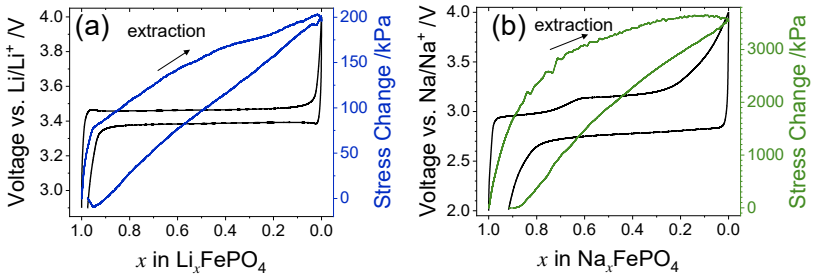 (a)
extraction
Voltage vs. Li/Li⁺ /V
4.0
3.8
3.6
3.4
3.2
3.0
200
150
100
75
50
0
Stress Change /kPa
1.0 0.8 0.6 0.4 0.2 0.0
x in LiₓFePO₄
(b)
extraction
Voltage vs. Na/Na⁺ /V
4.0
3.5
3.0
2.5
2.0
3000
2000
1000
0
Stress Change /kPa
1.0 0.8 0.6 0.4 0.2 0.0
x in NaₓFePO₄